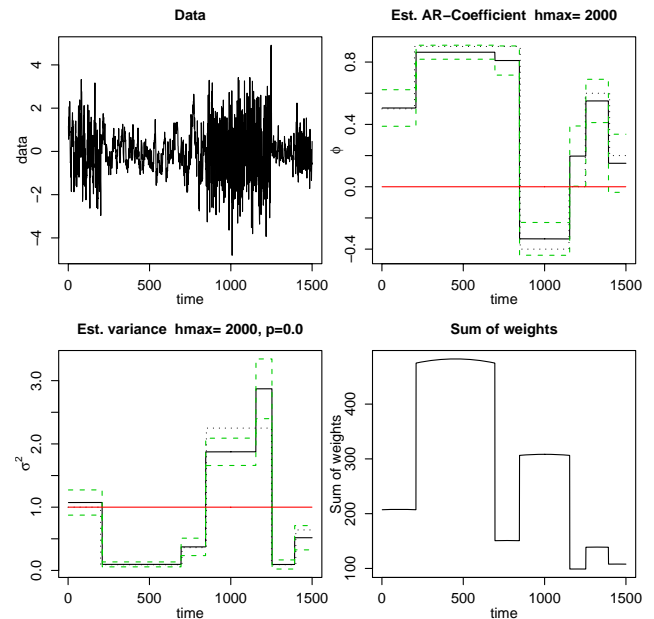 Data
data
4
2
0
−2
−4
0
500
1000
1500
time
Est. AR−Coefficient hmax= 2000
ϕ
0.8
0.4
0.0
−0.4
0
500
1000
1500
time
Est. variance hmax= 2000, p=0.0
σ²
3.0
2.0
1.0
0.0
0
500
1000
1500
time
Sum of weights
Sum of weights
400
300
200
100
0
500
1000
1500
time